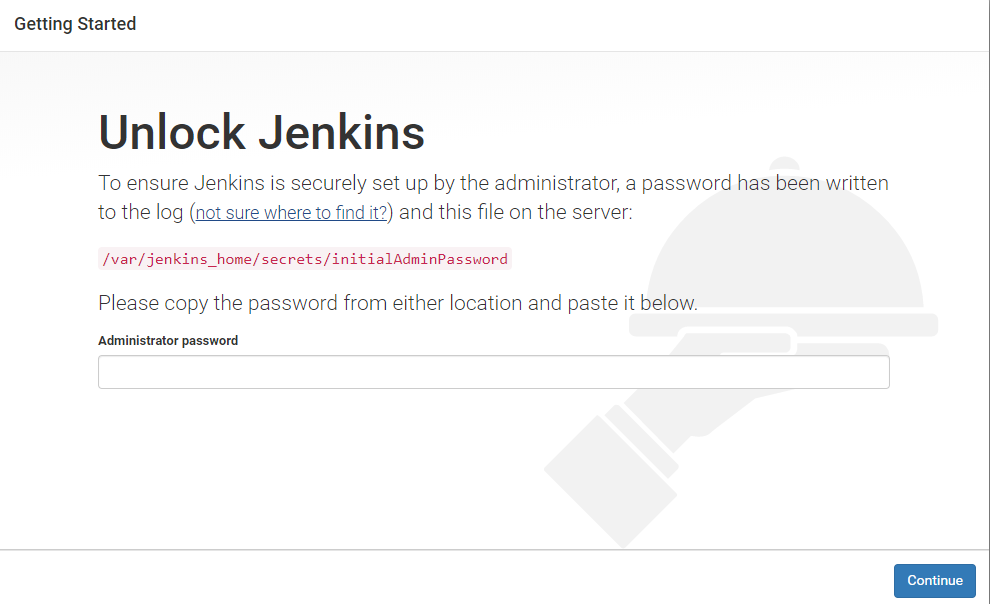 Getting Started
Unlock Jenkins
To ensure Jenkins is securely set up by the administrator, a password has been written
to the log (not sure where to find it?) and this file on the server:
/var/jenkins_home/secrets/initialAdminPassword
Please copy the password from either location and paste it below.
Administrator password
Continue